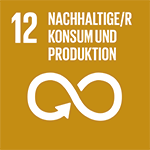 12 NACHHALTIGE/R
KONSUM UND
PRODUKTION